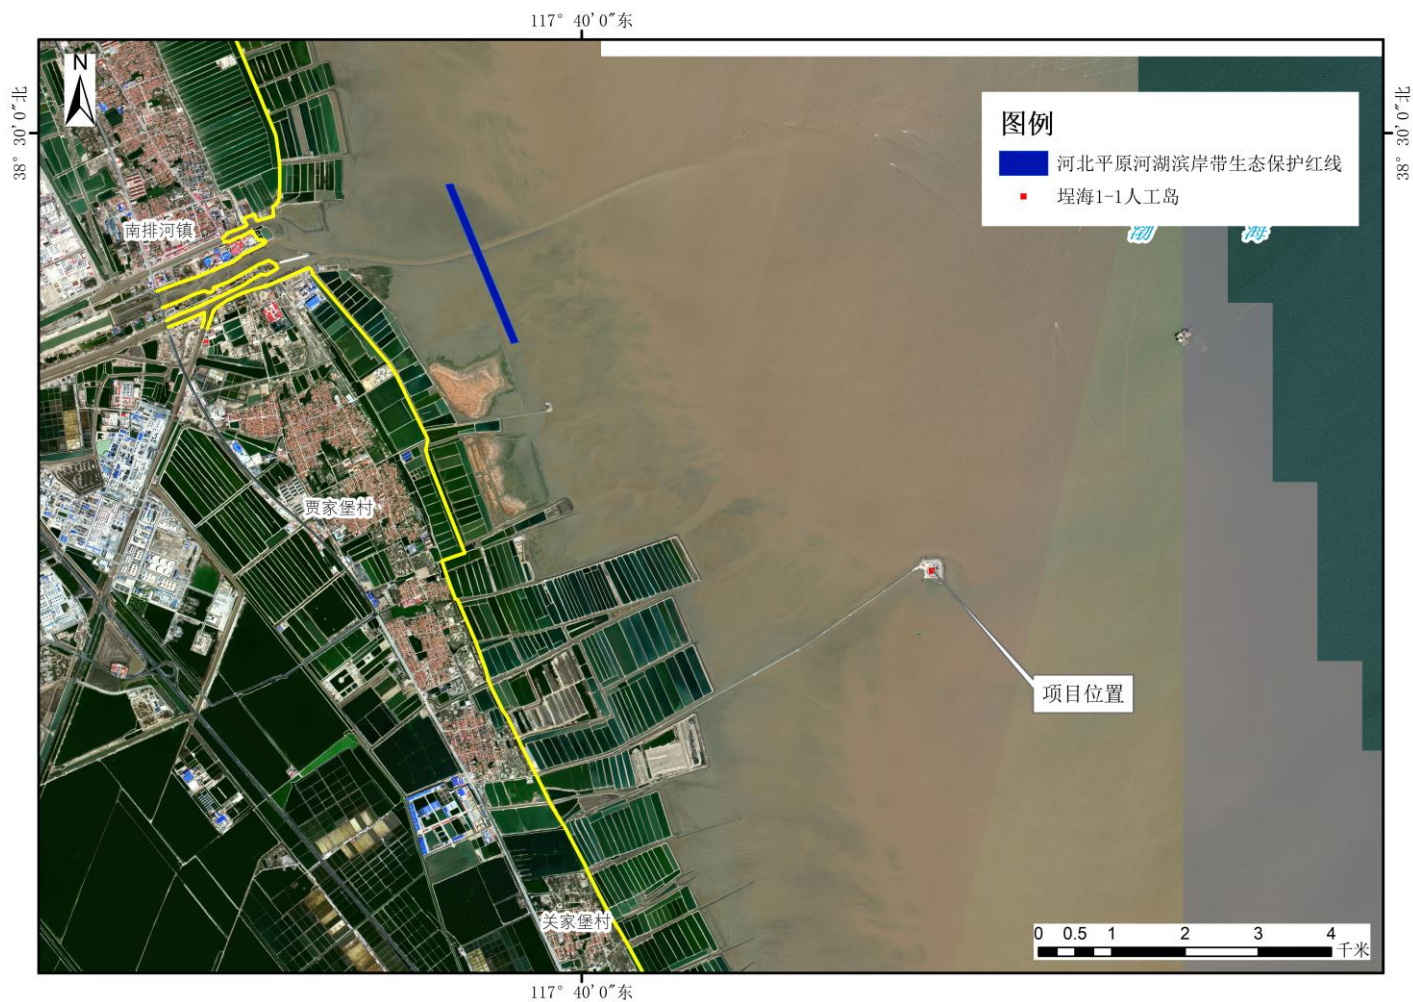 117° 40′0″东
N
38° 30′0″北
38° 30′0″北
图例
河北平原河湖滨岸带生态保护红线
埕海1-1人工岛
南排河镇
渤
海
贾家堡村
项目位置
关家堡村
0 0.5 1 2 3 4
千米
117° 40′0″东